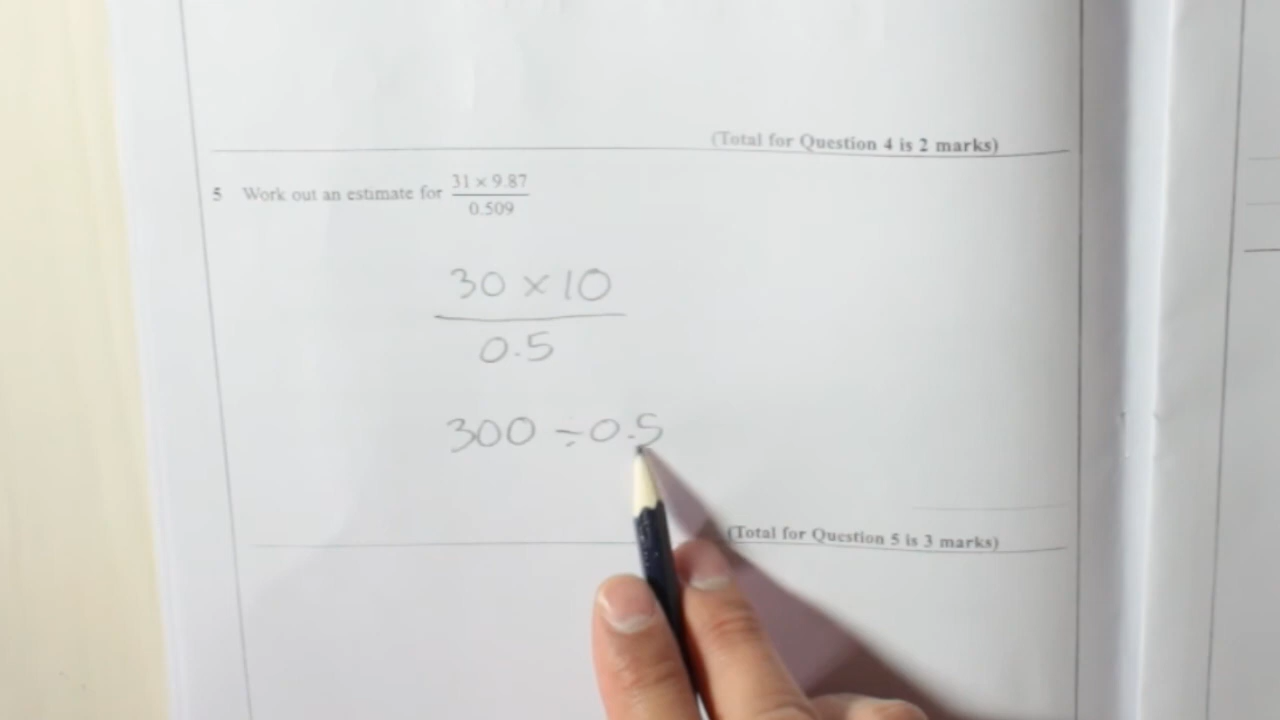 (Total for Question 4 is 2 marks)
5 Work out an estimate for 31 × 9.87
0.509
30 × 10
0.5
300 ÷ 0.5
(Total for Question 5 is 3 marks)